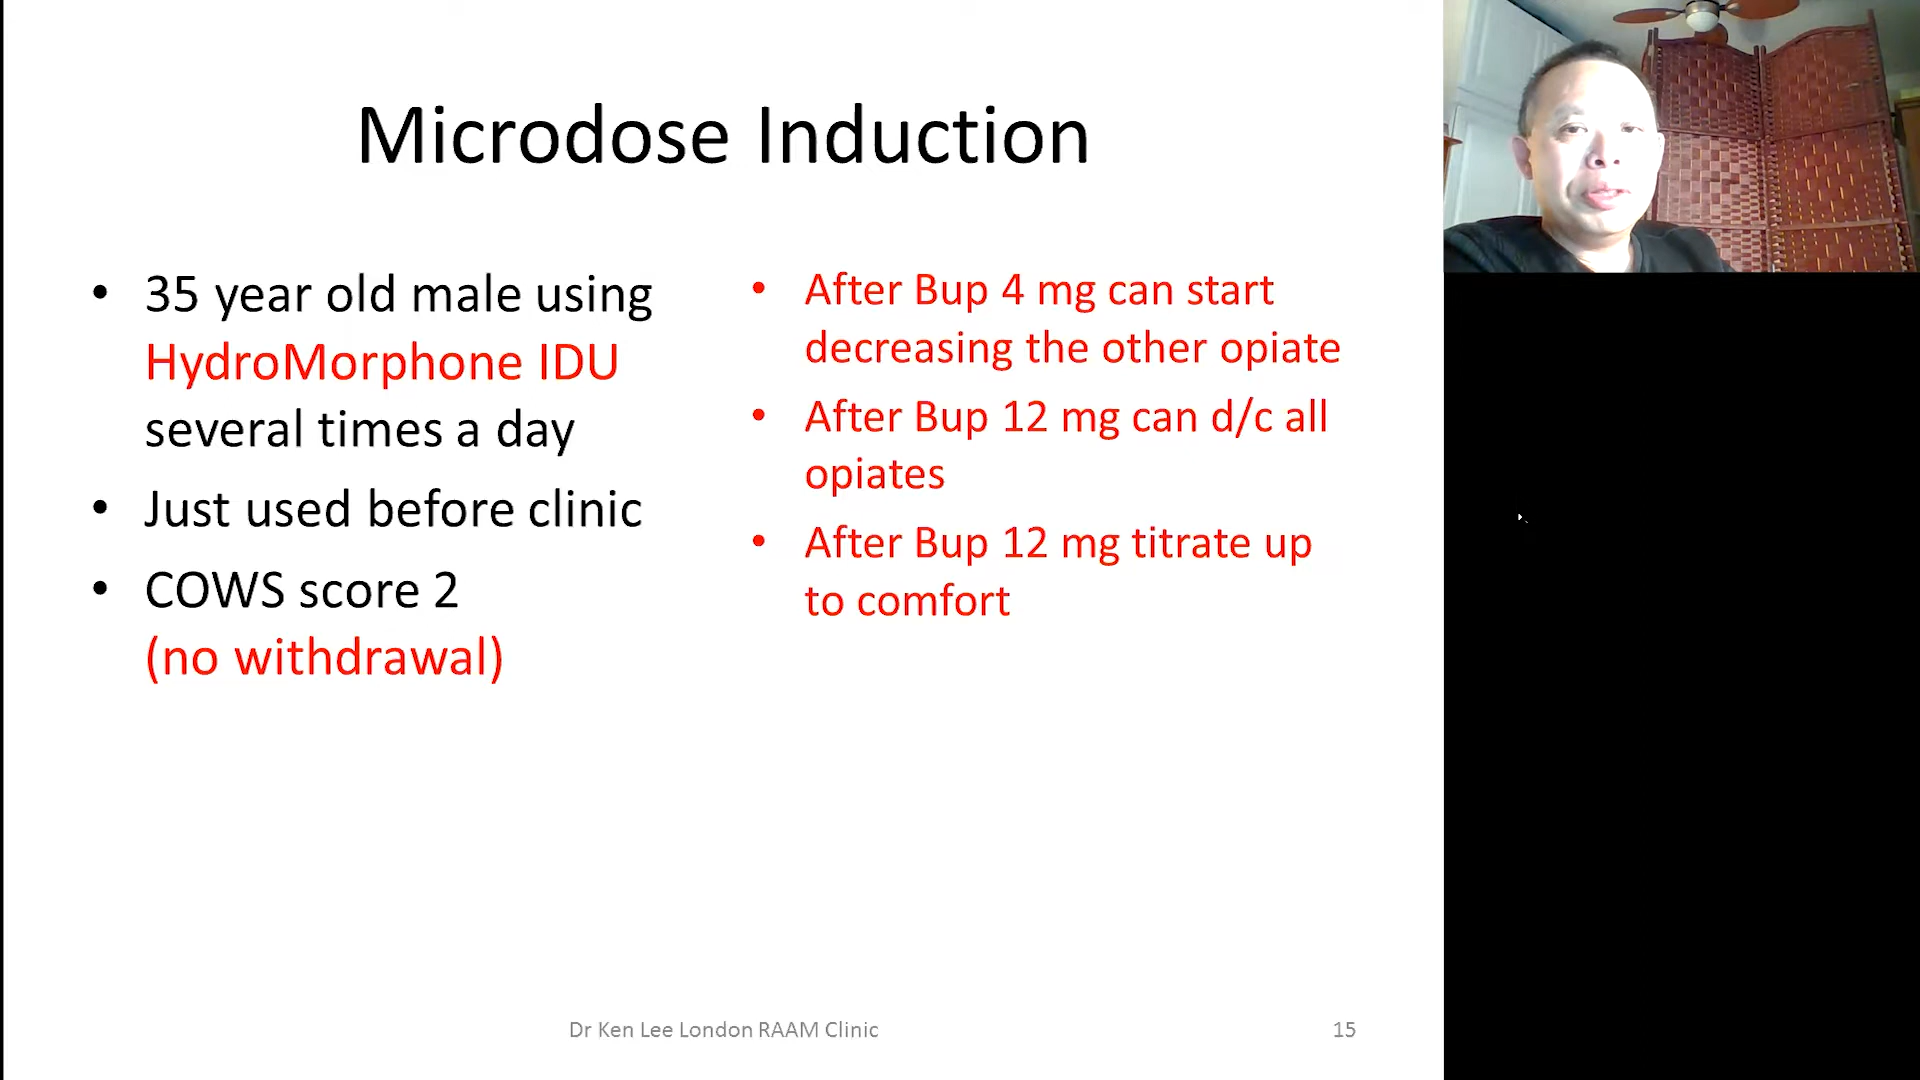 Microdose Induction
• 35 year old male using
HydroMorphone IDU
several times a day
• Just used before clinic
• COWS score 2
(no withdrawal)
• After Bup 4 mg can start
decreasing the other opiate
• After Bup 12 mg can d/c all
opiates
• After Bup 12 mg titrate up
to comfort
Dr Ken Lee London RAAM Clinic
15